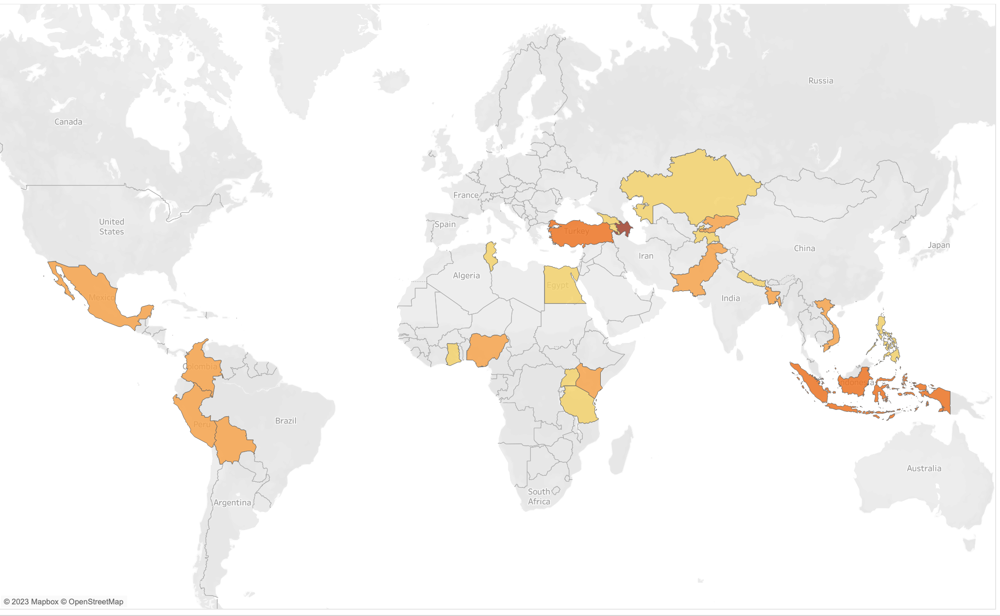 Russia
Canada
France
United
States
Spain
Turkey
Japan
China
Iran
Algeria
Egypt
Mexico
India
Colombia
Indonesia
Brazil
Peru
Australia
South
Africa
Argentina
© 2023 Mapbox © OpenStreetMap